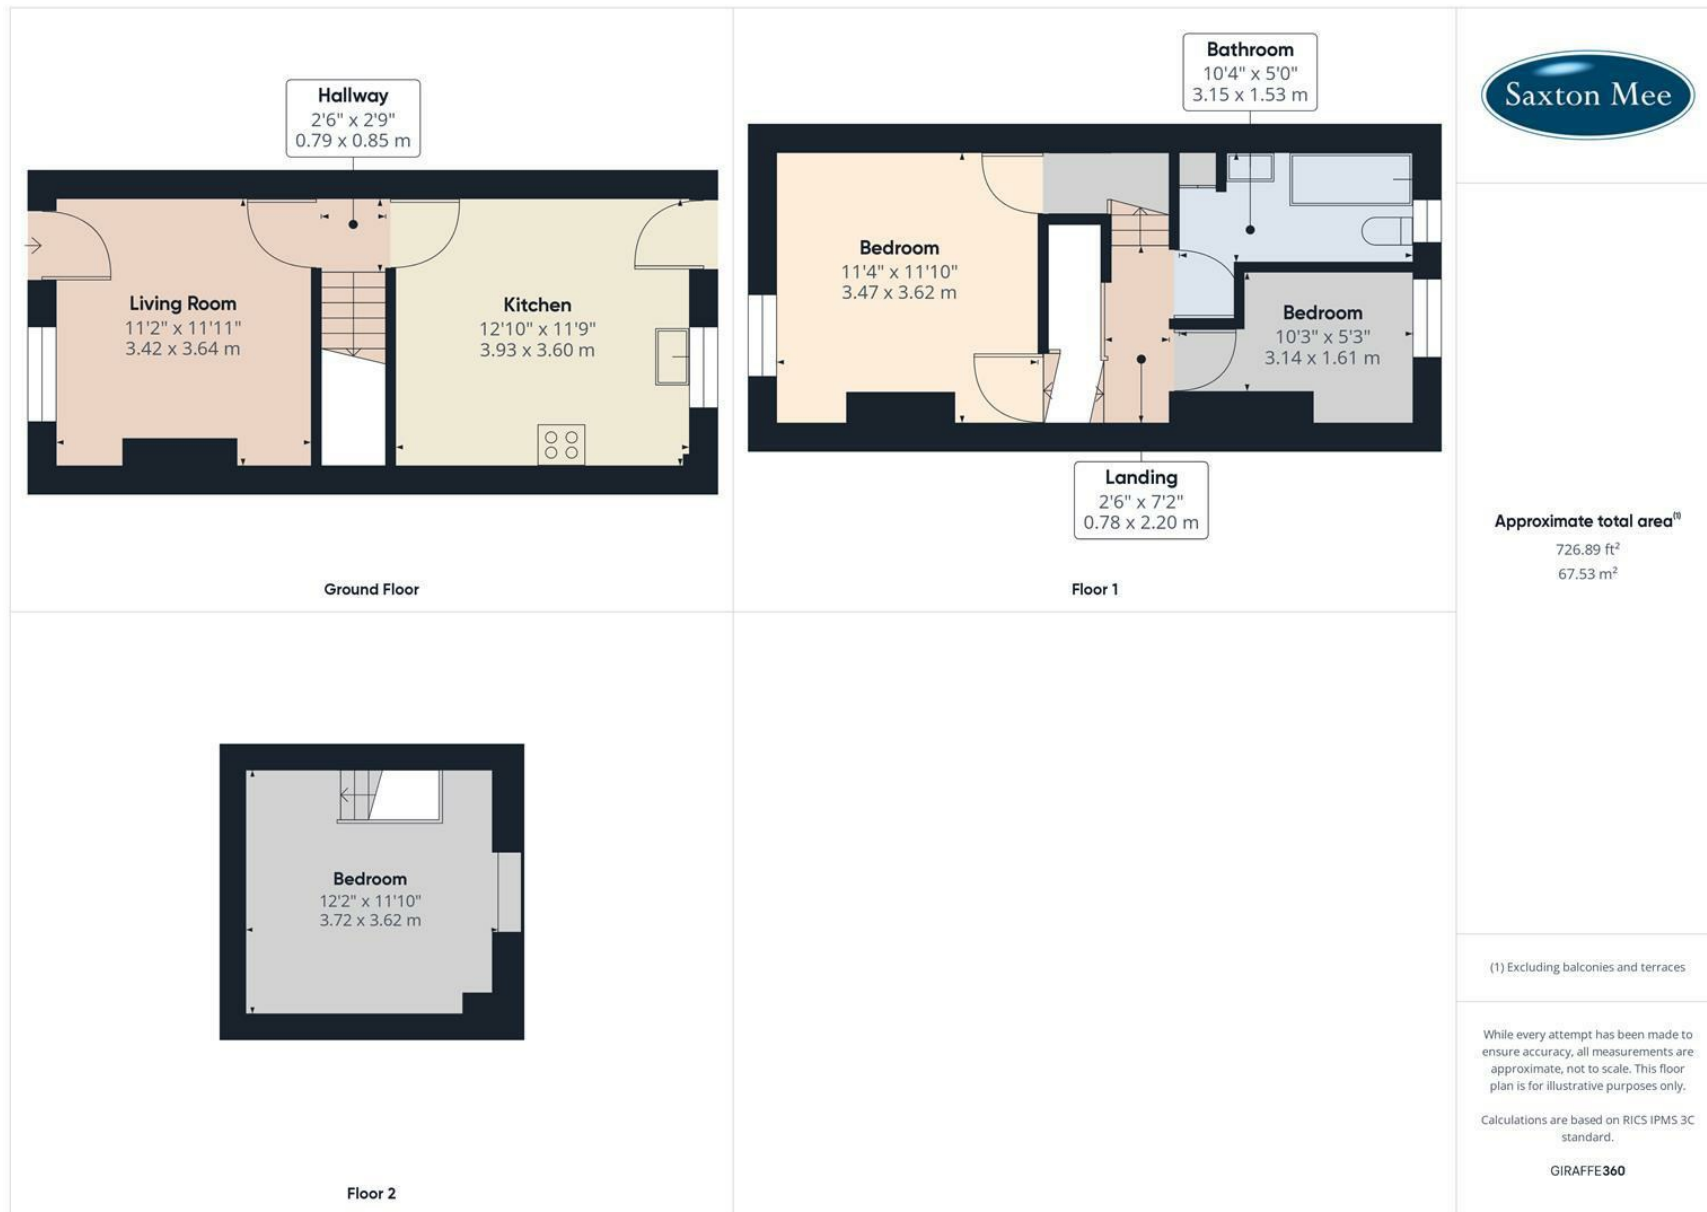 Hallway
2'6" x 2'9"
0.79 x 0.85 m
Living Room
11'2" x 11'11"
3.42 x 3.64 m
Kitchen
12'10" x 11'9"
3.93 x 3.60 m
Ground Floor
Bathroom
10'4" x 5'0"
3.15 x 1.53 m
Bedroom
11'4" x 11'10"
3.47 x 3.62 m
Bedroom
10'3" x 5'3"
3.14 x 1.61 m
Landing
2'6" x 7'2"
0.78 x 2.20 m
Floor 1
Bedroom
12'2" x 11'10"
3.72 x 3.62 m
Floor 2
Saxton Mee
Approximate total area⁽¹⁾
726.89 ft²
67.53 m²
(1) Excluding balconies and terraces
While every attempt has been made to
ensure accuracy, all measurements are
approximate, not to scale. This floor
plan is for illustrative purposes only.
Calculations are based on RICS IPMS 3C
standard.
GIRAFFE360